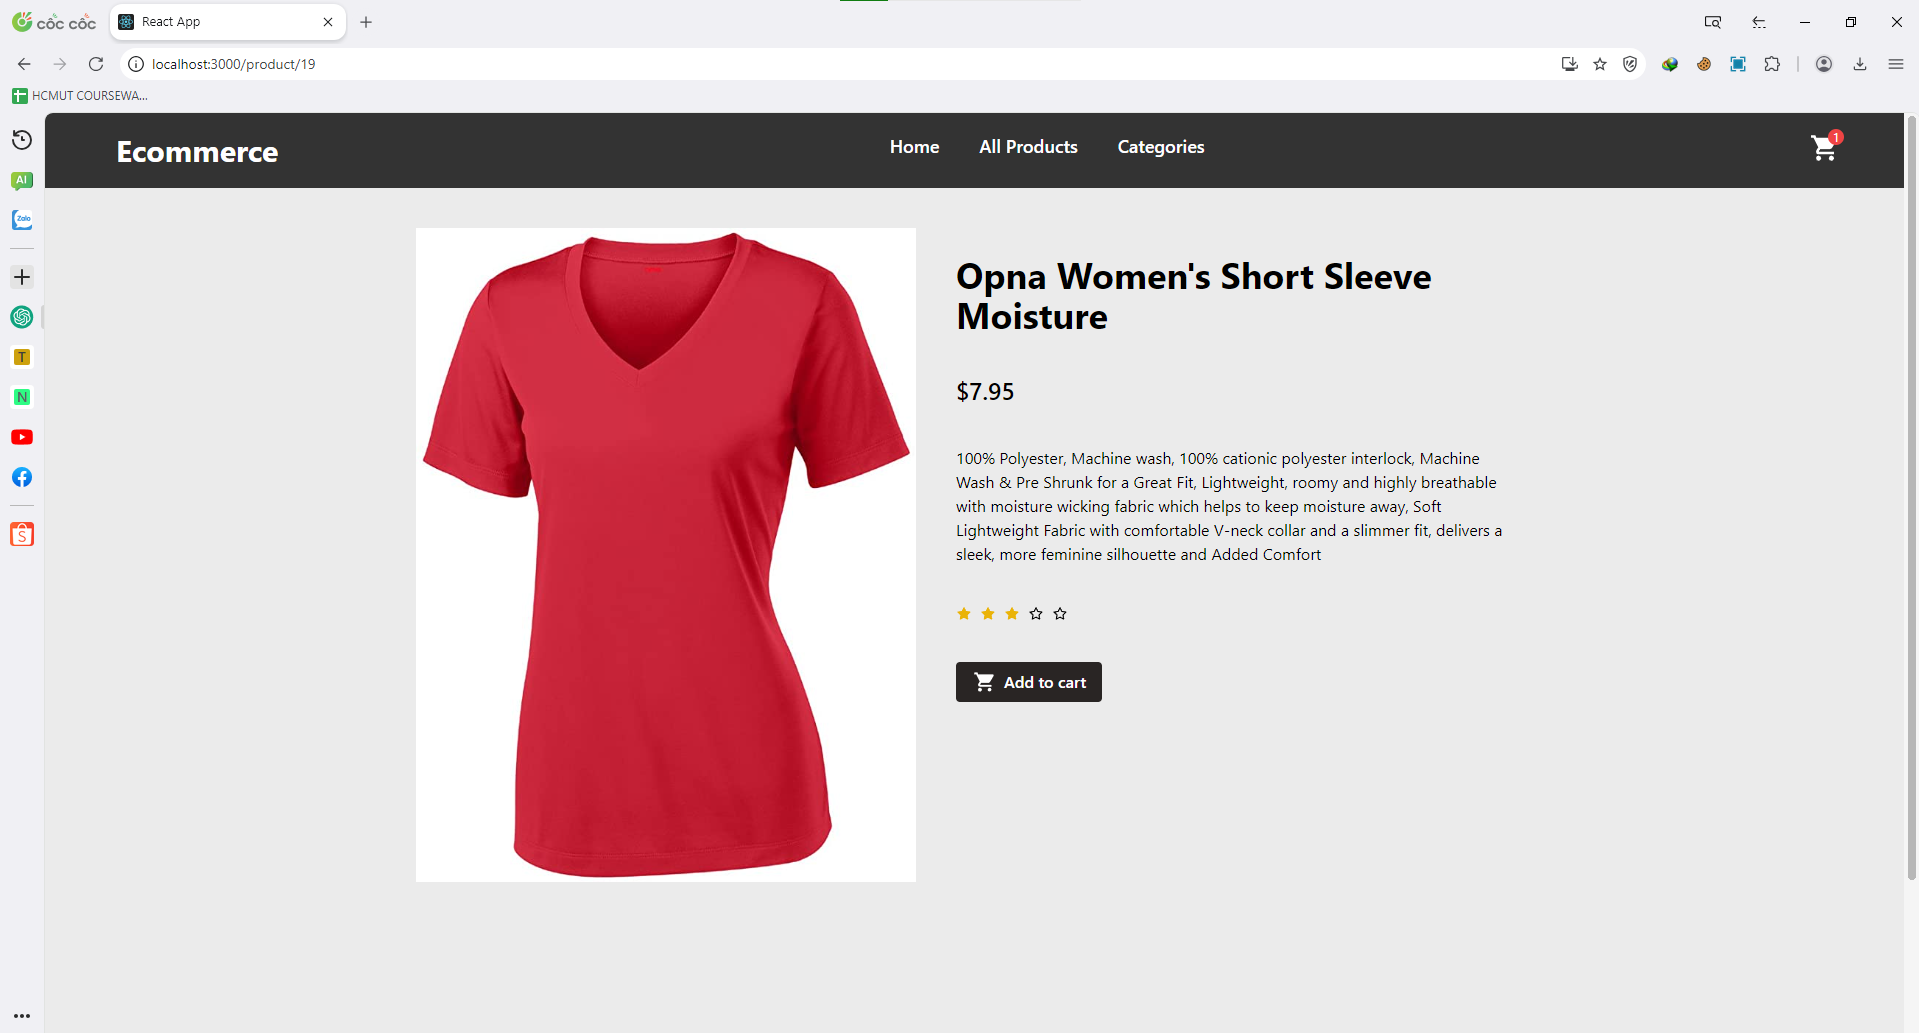 cốc cốc
React App
localhost:3000/product/19
HCMUT COURSEWA...
Ecommerce
Home
All Products
Categories
1
AI
Zalo
T
N
S
Opna Women's Short Sleeve
Moisture
$7.95
100% Polyester, Machine wash, 100% cationic polyester interlock, Machine
Wash & Pre Shrunk for a Great Fit, Lightweight, roomy and highly breathable
with moisture wicking fabric which helps to keep moisture away, Soft
Lightweight Fabric with comfortable V-neck collar and a slimmer fit, delivers a
sleek, more feminine silhouette and Added Comfort
Add to cart